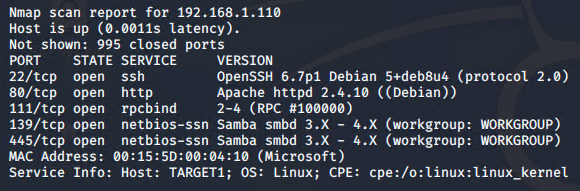 Nmap scan report for 192.168.1.110
Host is up (0.0011s latency).
Not shown: 995 closed ports
PORT    STATE SERVICE     VERSION
22/tcp  open  ssh         OpenSSH 6.7p1 Debian 5+deb8u4 (protocol 2.0)
80/tcp  open  http        Apache httpd 2.4.10 ((Debian))
111/tcp open  rpcbind     2-4 (RPC #100000)
139/tcp open  netbios-ssn Samba smbd 3.X - 4.X (workgroup: WORKGROUP)
445/tcp open  netbios-ssn Samba smbd 3.X - 4.X (workgroup: WORKGROUP)
MAC Address: 00:15:5D:00:04:10 (Microsoft)
Service Info: Host: TARGET1; OS: Linux; CPE: cpe:/o:linux:linux_kernel